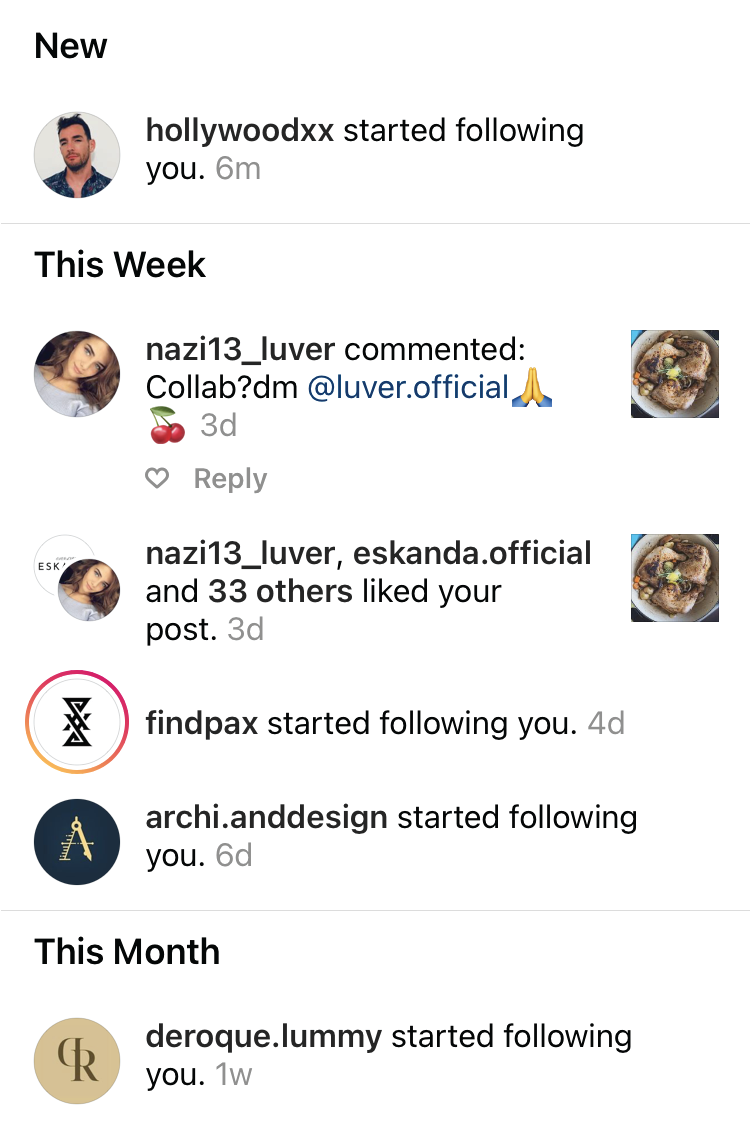 New
hollywoodxx started following
you. 6m
This Week
nazi13_luver commented:
Collab?dm @luver.official🙏
🍒 3d
Reply
ESK
nazi13_luver, eskanda.official
and 33 others liked your
post. 3d
findpax started following you. 4d
archi.anddesign started following
you. 6d
This Month
deroque.lummy started following
you. 1w